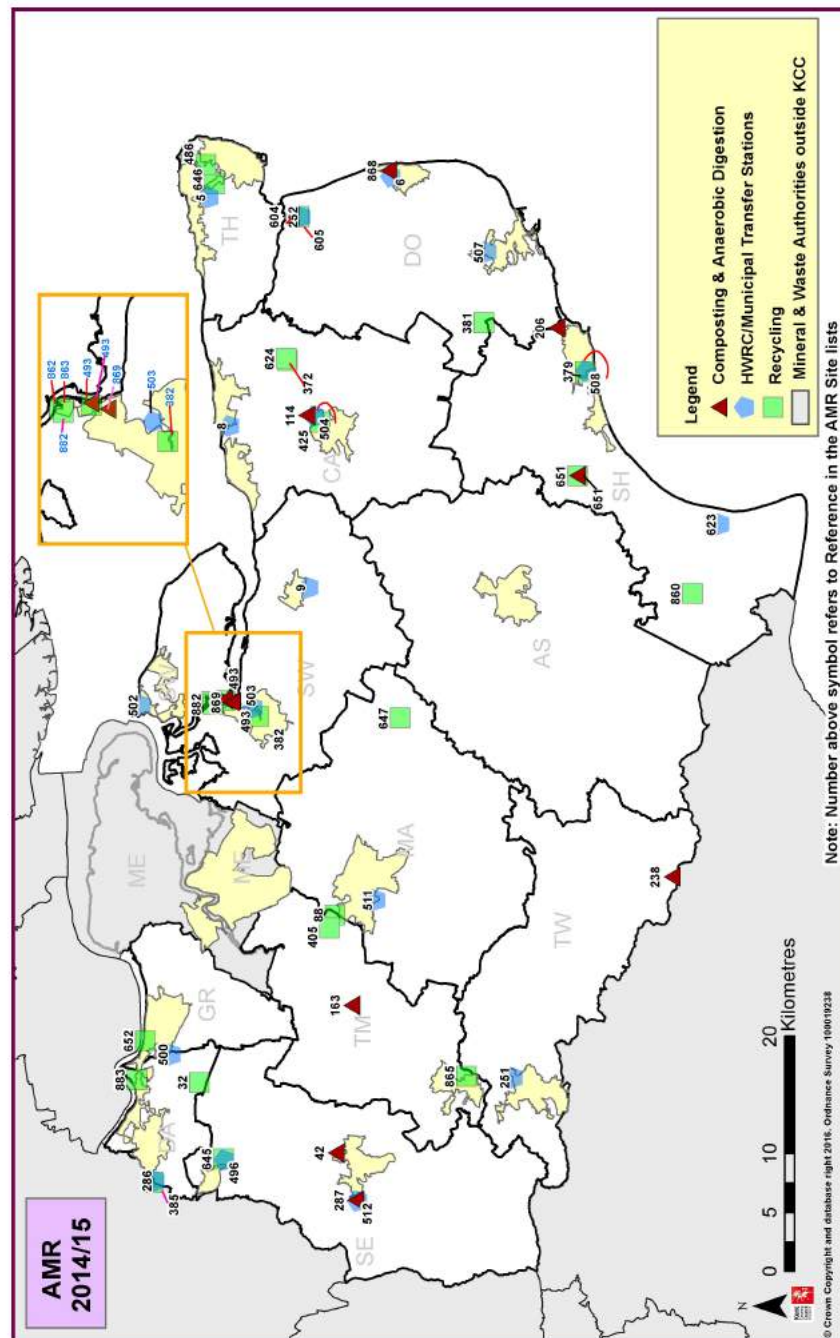 AMR
2014/15
862
863
493
493
869
882
503
382
502
882
869
493
493
503
382
ME
ME
SW
9
8
CA
114
425
504
624
372
TH
5
646
486
604
252
605
DO
868
6
507
381
206
379
508
651
651
SH
623
860
AS
647
MA
88
405
511
TM
163
865
TW
251
238
GR
652
883
500
32
286
385
645
496
SE
42
287
512
Legend
Composting & Anaerobic Digestion
HWRC/Municipal Transfer Stations
Recycling
Mineral & Waste Authorities outside KCC
N
0 5 10 20
Kilometres
© Crown Copyright and database right 2016. Ordnance Survey 100019238
Note: Number above symbol refers to Reference in the AMR Site lists